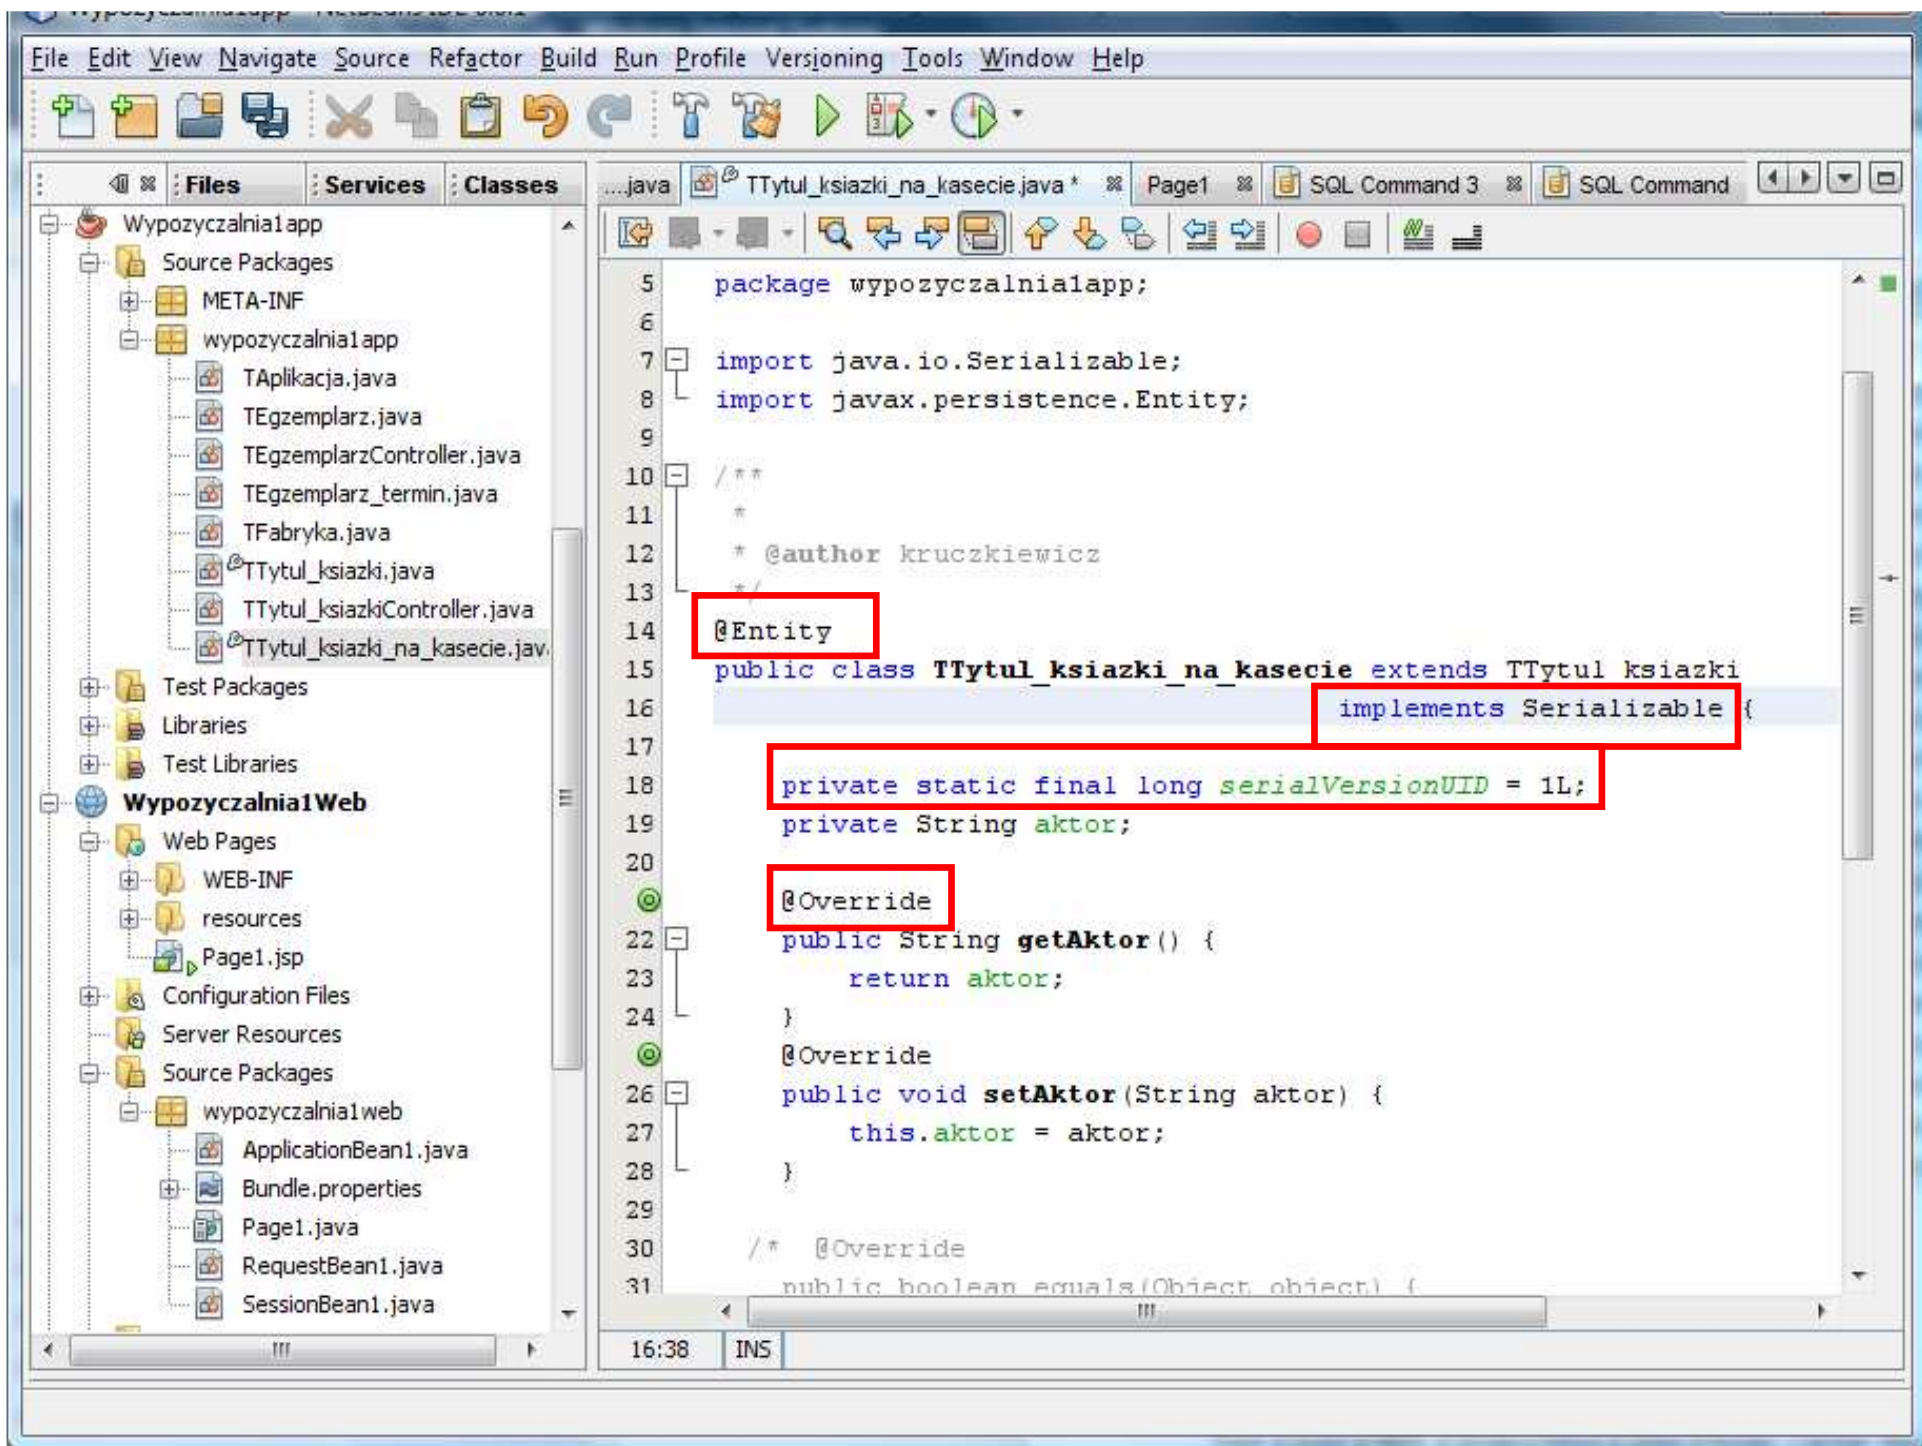 File Edit View Navigate Source Refactor Build Run Profile Versioning Tools Window Help
Files Services Classes
Wypozyczalnia1app
Source Packages
META-INF
wypozyczalnia1app
TAplikacja.java
TEgzemplarz.java
TEgzemplarzController.java
TEgzemplarz_termin.java
TFabryka.java
TTytul_ksiazki.java
TTytul_ksiazkiController.java
TTytul_ksiazki_na_kasecie.jav
Test Packages
Libraries
Test Libraries
Wypozyczalnia1Web
Web Pages
WEB-INF
resources
Page1.jsp
Configuration Files
Server Resources
Source Packages
wypozyczalnia1web
ApplicationBean1.java
Bundle.properties
Page1.java
RequestBean1.java
SessionBean1.java
....java TTytul_ksiazki_na_kasecie.java * Page1 SQL Command 3 SQL Command
5 package wypozyczalnia1app;
6
7 import java.io.Serializable;
8 import javax.persistence.Entity;
9
10 /**
11 *
12 * @author kruczkiewicz
13 */
14 @Entity
15 public class TTytul_ksiazki_na_kasecie extends TTytul_ksiazki
16 implements Serializable {
17
18 private static final long serialVersionUID = 1L;
19 private String aktor;
20
@Override
22 public String getAktor() {
23 return aktor;
24 }
@Override
26 public void setAktor(String aktor) {
27 this.aktor = aktor;
28 }
29
30 /* @Override
31 public boolean equals(Object object) {
16:38 INS